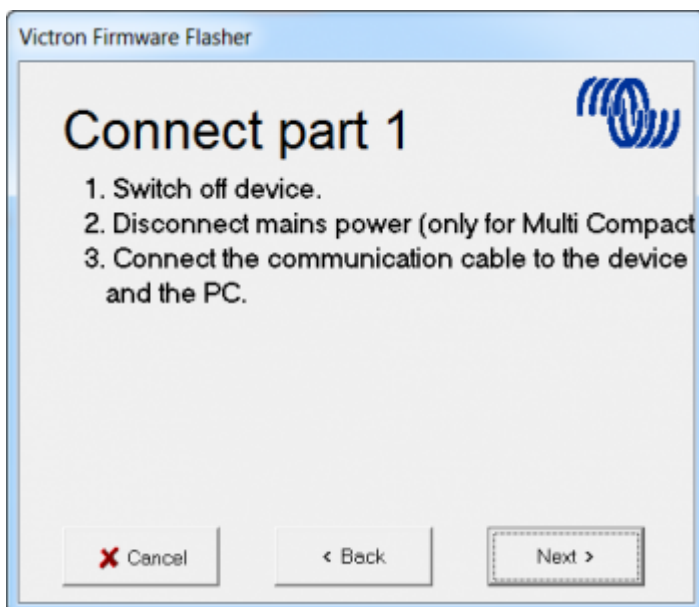 Victron Firmware Flasher
Connect part 1
1. Switch off device.
2. Disconnect mains power (only for Multi Compact
3. Connect the communication cable to the device
and the PC.
Cancel
< Back
Next >